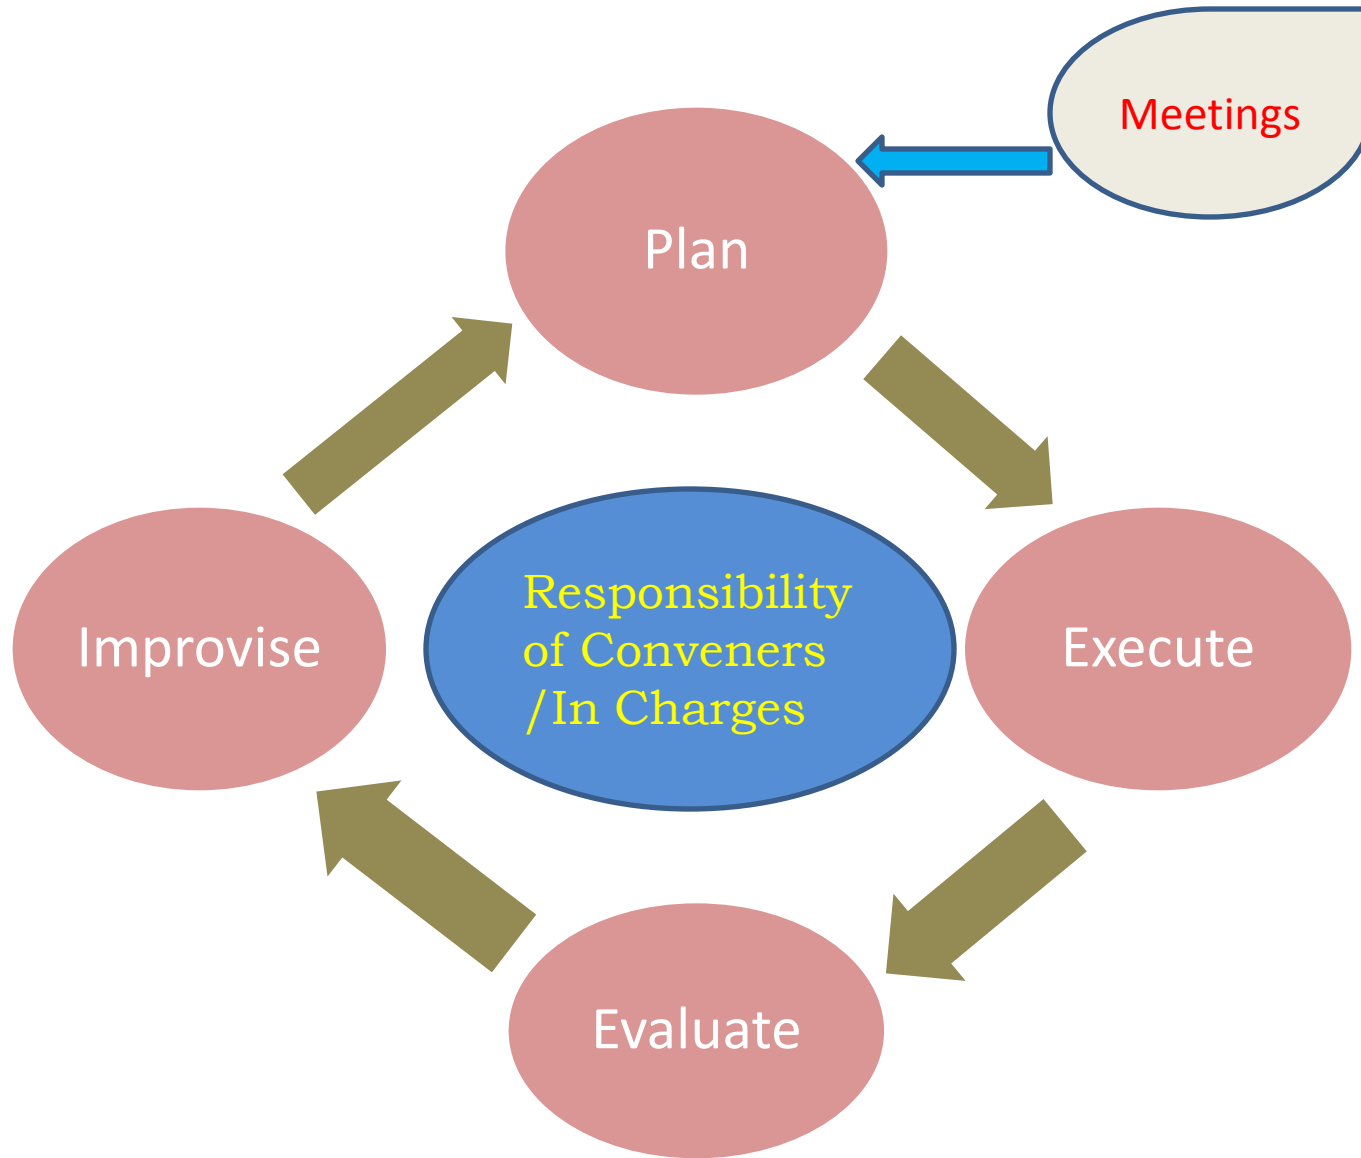 Meetings
Plan
Improvise
Responsibility
of Conveners
/In Charges
Execute
Evaluate